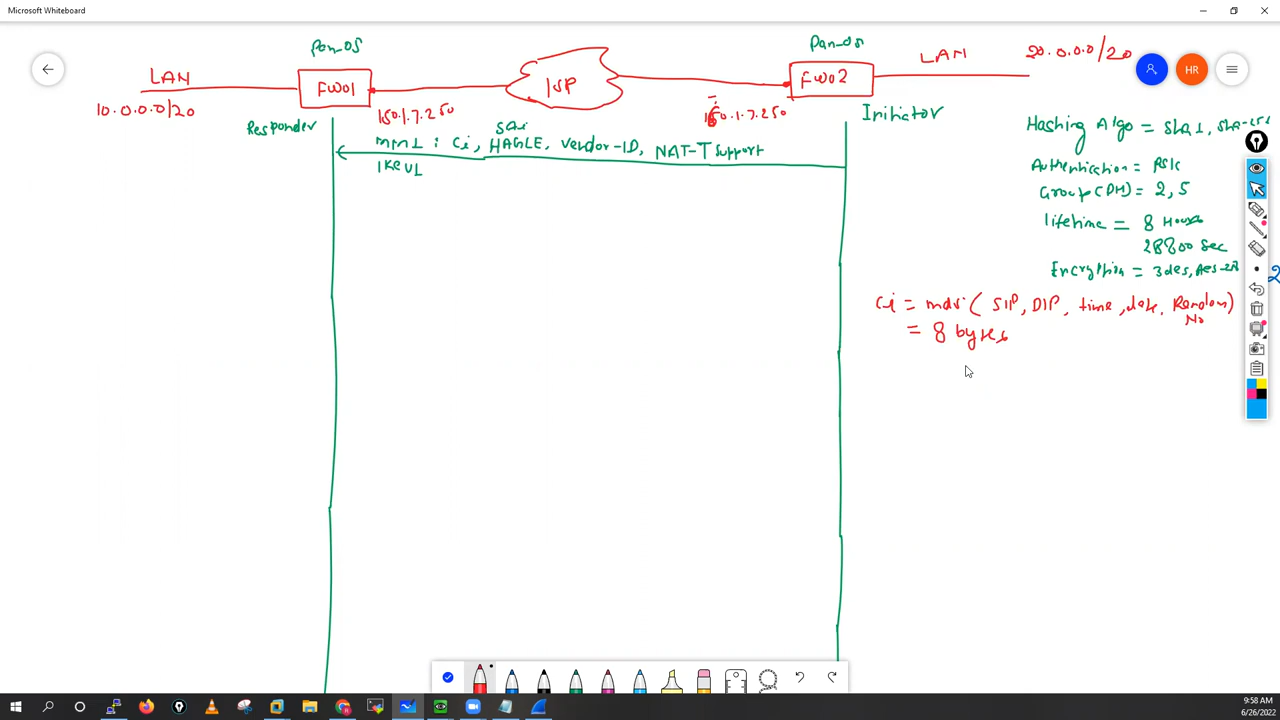 Microsoft Whiteboard
Pan-OS
Pan-OS
LAN
FW01
ISP
FW02
LAN
20.0.0.0/20
HR
10.0.0.0/20
150.1.7.250
.1.7.250
Responder
Initiator
SAi
MM1 : Ci, HAGLE, Vendor-ID, NAT-T Support
IKEV1
Hashing Algo = SHA1,
Authentication = PSK
Group(DH) = 2, 5
lifetime = 8 Hours
28800 Sec
Encryption = 3des,
Ci = md5 ( SIP, DIP, time, date, Random)
No
= 8 bytes
9:58 AM
6/26/2022